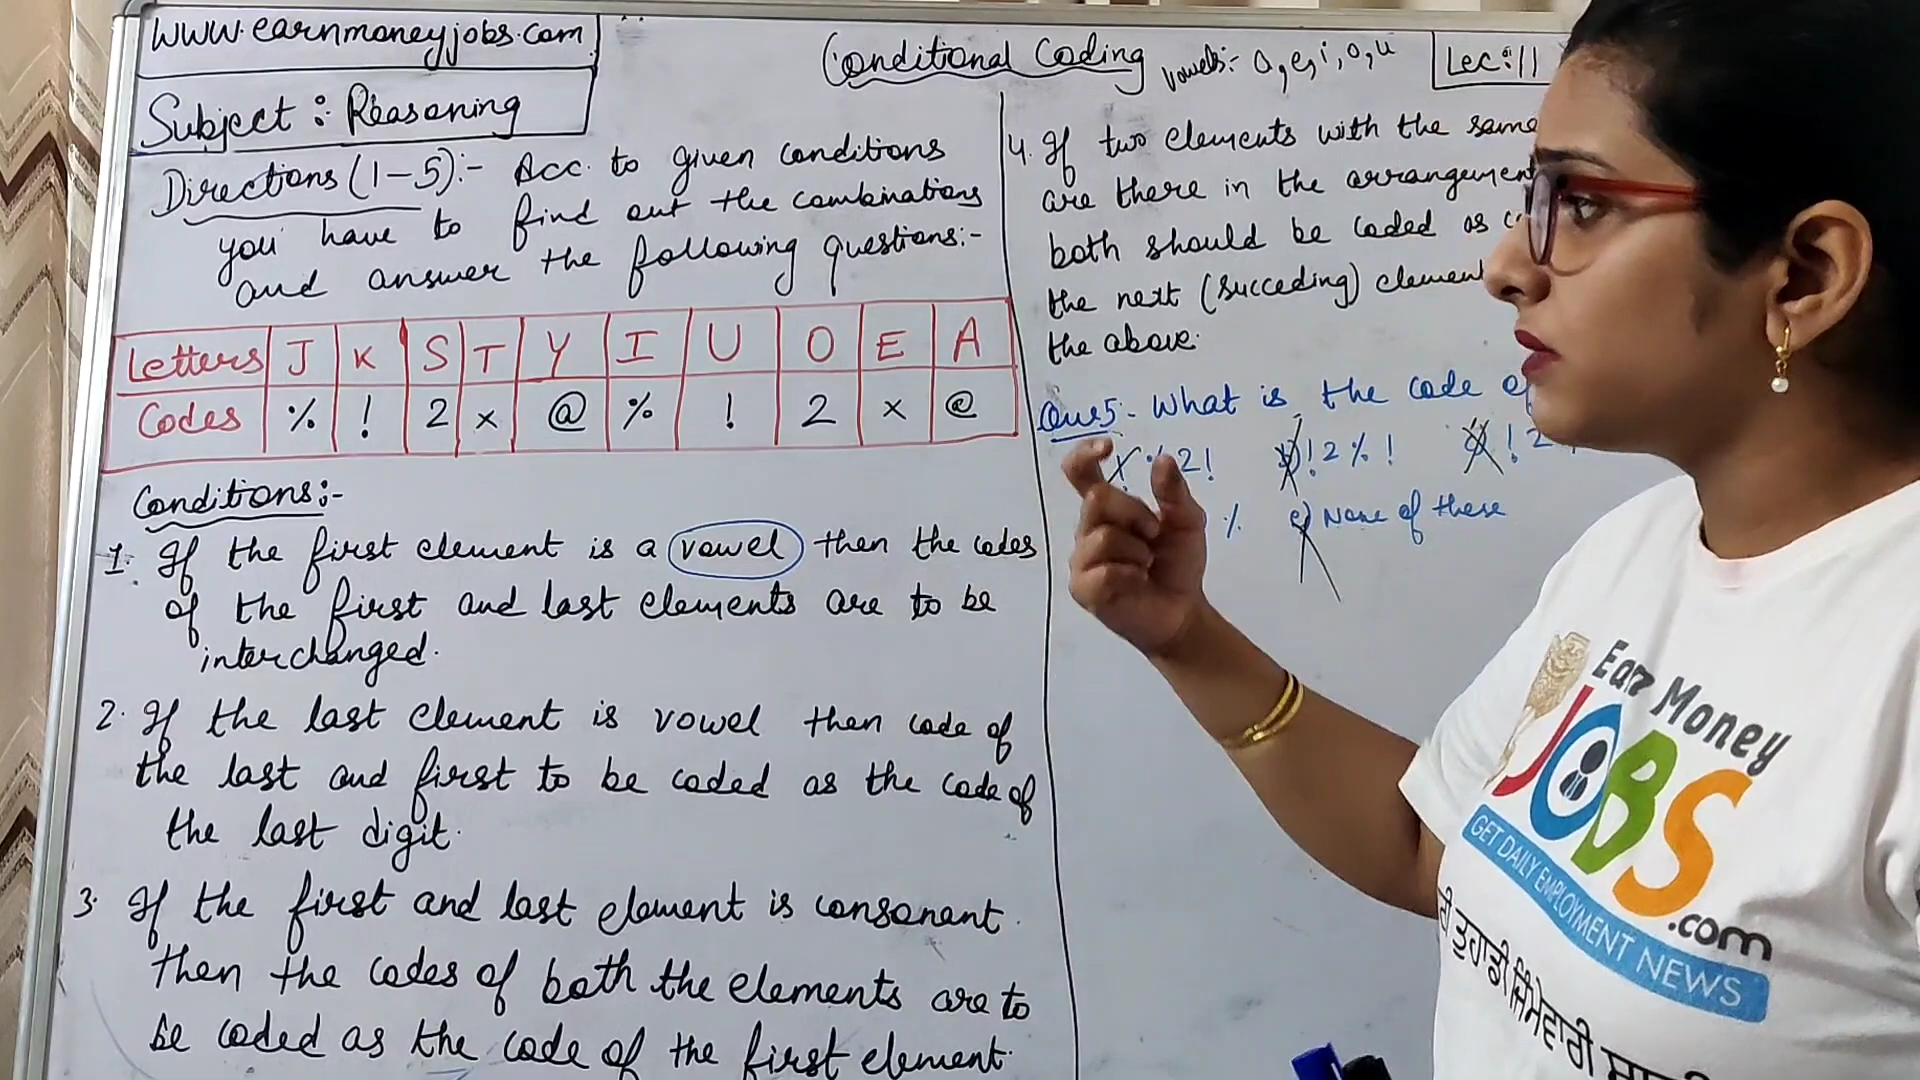 www.earnmoneyjobs.com
Subject : Reasoning
Conditional Coding vowels:- a, e, i, o, u
Lec:11
Directions (1-5):- Acc. to given conditions
you have to find out the combinations
and answer the following questions:-
Letters J K S T Y I U O E A
Codes % ! 2 × @ % ! 2 × @
Conditions:-
1. If the first element is a vowel then the codes
of the first and last elements are to be
interchanged.
2. If the last element is vowel then code of
the last and first to be coded as the code of
the last digit.
3. If the first and last element is consonant
then the codes of both the elements are to
be coded as the code of the first element.
4. If two elements with the same
are there in the arrangement
both should be coded as
the next (succeding) element
the above.
Ques5:- What is the code of
% 2 ! b) ! 2 % ! c) ! 2
% e) None of these
Earn Money
JOBS
.com
GET DAILY EMPLOYMENT NEWS
ਤੁਹਾਡੀ ਜਿੰਮੇਵਾਰੀ